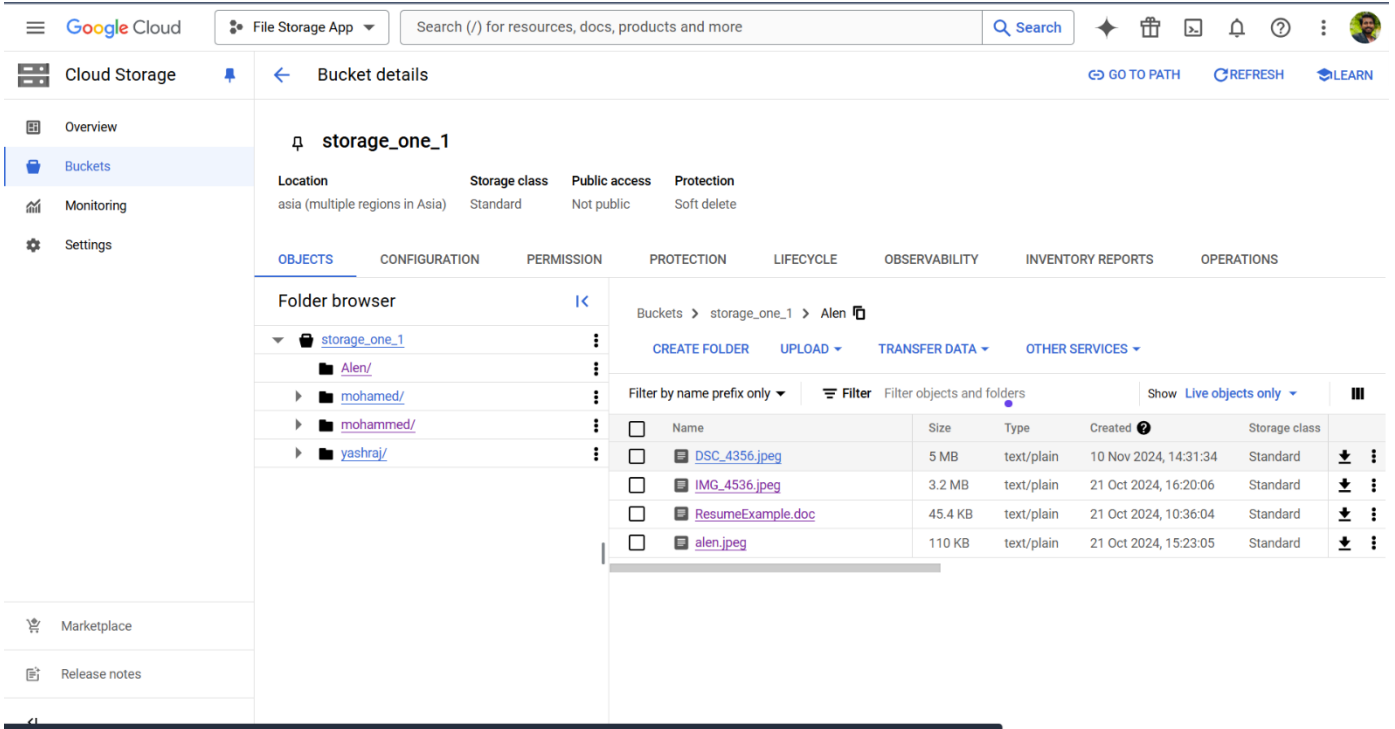 Google Cloud File Storage App Search (/) for resources, docs, products and more Search
Cloud Storage
Bucket details GO TO PATH REFRESH LEARN
Overview
Buckets
Monitoring
Settings
storage_one_1
Location Storage class Public access Protection
asia (multiple regions in Asia) Standard Not public Soft delete
OBJECTS CONFIGURATION PERMISSION PROTECTION LIFECYCLE OBSERVABILITY INVENTORY REPORTS OPERATIONS
Folder browser
storage_one_1
Alen/
mohamed/
mohammed/
yashraj/
Buckets > storage_one_1 > Alen
CREATE FOLDER UPLOAD TRANSFER DATA OTHER SERVICES
Filter by name prefix only Filter Filter objects and folders Show Live objects only
Name Size Type Created Storage class
DSC_4356.jpeg 5 MB text/plain 10 Nov 2024, 14:31:34 Standard
IMG_4536.jpeg 3.2 MB text/plain 21 Oct 2024, 16:20:06 Standard
ResumeExample.doc 45.4 KB text/plain 21 Oct 2024, 10:36:04 Standard
alen.jpeg 110 KB text/plain 21 Oct 2024, 15:23:05 Standard
Marketplace
Release notes